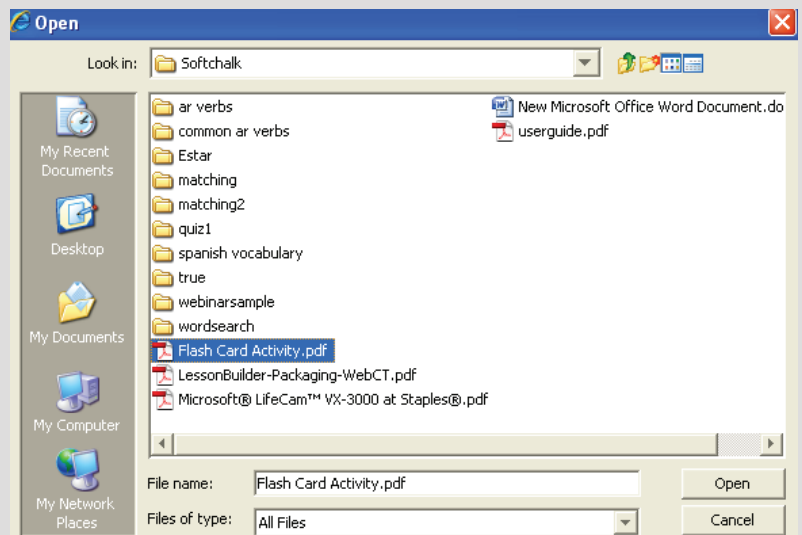 Open
Look in:
Softchalk
My Recent
Documents
Desktop
My Documents
My Computer
My Network
Places
ar verbs
common ar verbs
Estar
matching
matching2
quiz1
spanish vocabulary
true
webinarsample
wordsearch
Flash Card Activity.pdf
LessonBuilder-Packaging-WebCT.pdf
Microsoft® LifeCam™ VX-3000 at Staples®.pdf
New Microsoft Office Word Document.do
userguide.pdf
File name:
Flash Card Activity.pdf
Open
Files of type:
All Files
Cancel